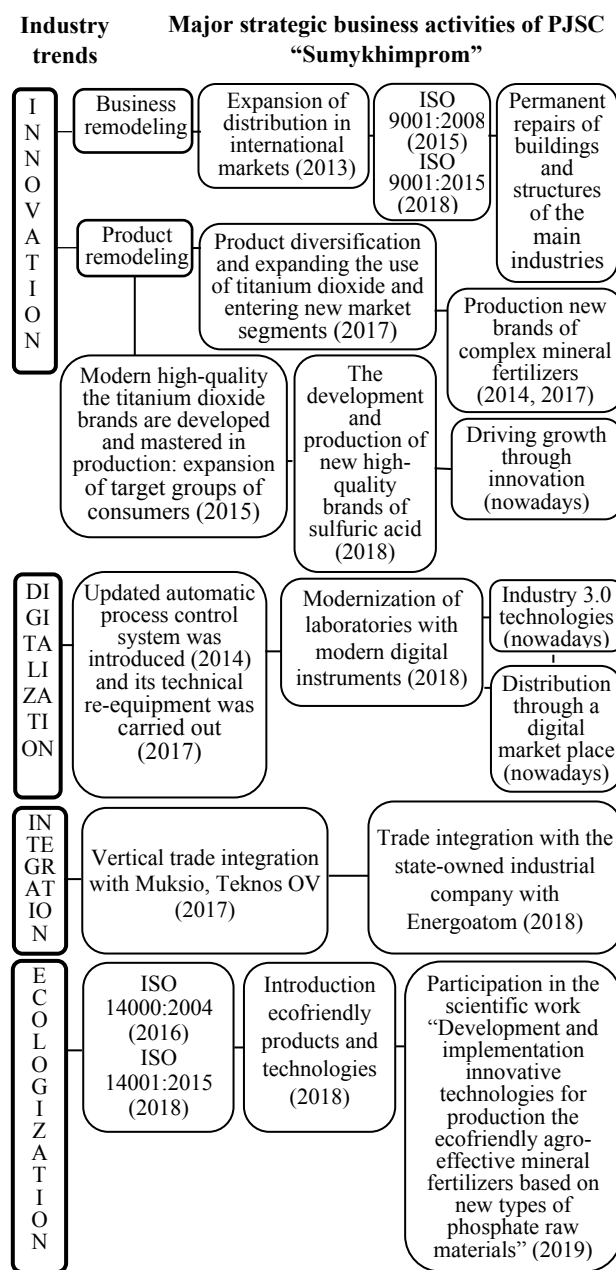 Industry
trends
Major strategic business activities of PJSC
“Sumykhimprom”
I
N
N
O
V
A
T
I
O
N
Business
remodeling
Expansion of
distribution in
international
markets (2013)
ISO
9001:2008
(2015)
ISO
9001:2015
(2018)
Permanent
repairs of
buildings
and
structures
of the
main
industries
Product
remodeling
Product diversification
and expanding the use
of titanium dioxide and
entering new market
segments (2017)
Production new
brands of
complex mineral
fertilizers
(2014, 2017)
Modern high-quality
the titanium dioxide
brands are developed
and mastered in
production: expansion
of target groups of
consumers (2015)
The
development
and
production of
new high-
quality
brands of
sulfuric acid
(2018)
Driving growth
through
innovation
(nowadays)
DI
GI
TA
LI
ZA
TI
ON
Updated automatic
process control
system was
introduced (2014)
and its technical
re-equipment was
carried out
(2017)
Modernization of
laboratories with
modern digital
instruments (2018)
Industry 3.0
technologies
(nowadays)
Distribution
through a
digital
market place
(nowadays)
IN
TE
GR
AT
IO
N
Vertical trade integration
with Muksio, Teknos OV
(2017)
Trade integration with the
state-owned industrial
company with
Energoatom (2018)
E
C
O
L
O
G
I
Z
A
T
I
O
N
ISO
14000:2004
(2016)
ISO
14001:2015
(2018)
Introduction
ecofriendly
products and
technologies
(2018)
Participation in the
scientific work
“Development and
implementation
innovative
technologies for
production the
ecofriendly agro-
effective mineral
fertilizers based on
new types of
phosphate raw
materials” (2019)